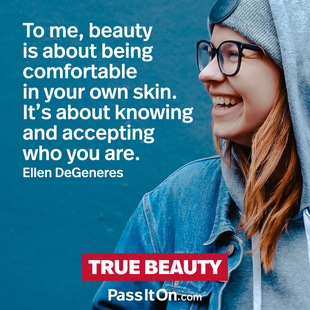 To me, beauty
is about being
comfortable
in your own skin.
It's about knowing
and accepting
who you are.
Ellen DeGeneres
TRUE BEAUTY
PassItOn.com